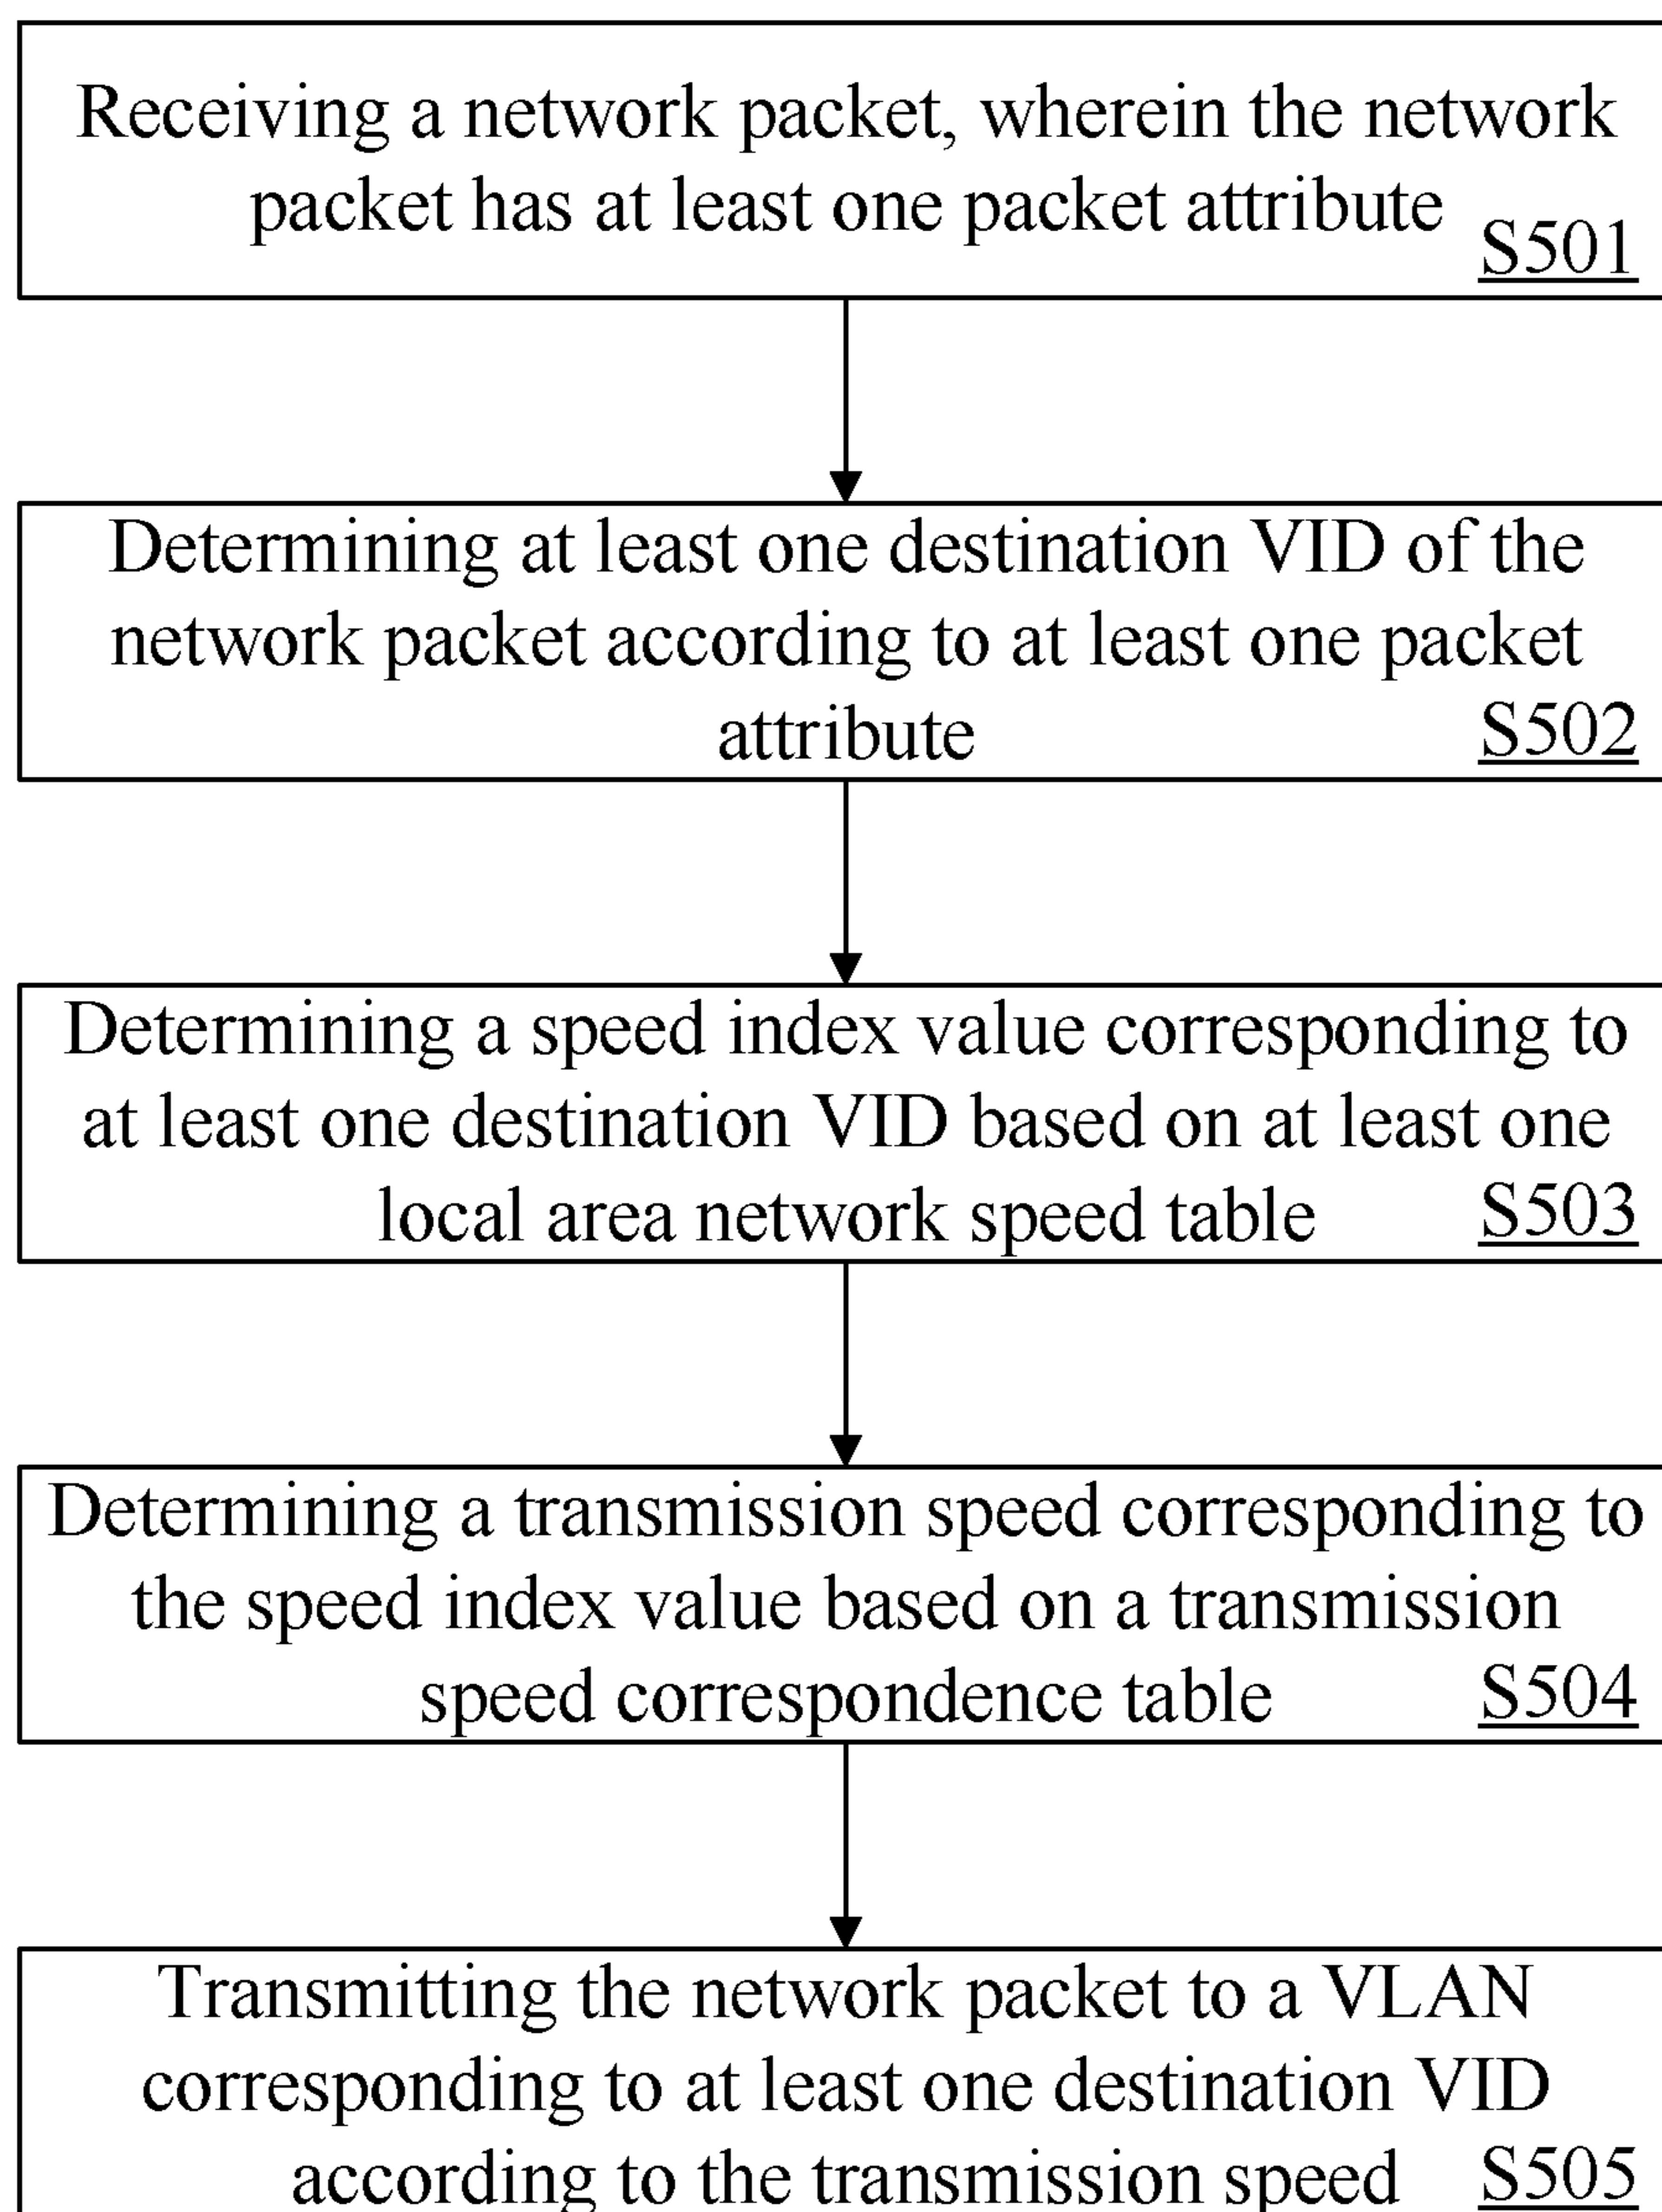 Receiving a network packet, wherein the network
packet has at least one packet attribute
S501
Determining at least one destination VID of the
network packet according to at least one packet
attribute
S502
Determining a speed index value corresponding to
at least one destination VID based on at least one
local area network speed table
S503
Determining a transmission speed corresponding to
the speed index value based on a transmission
speed correspondence table
S504
Transmitting the network packet to a VLAN
corresponding to at least one destination VID
according to the transmission speed
S505